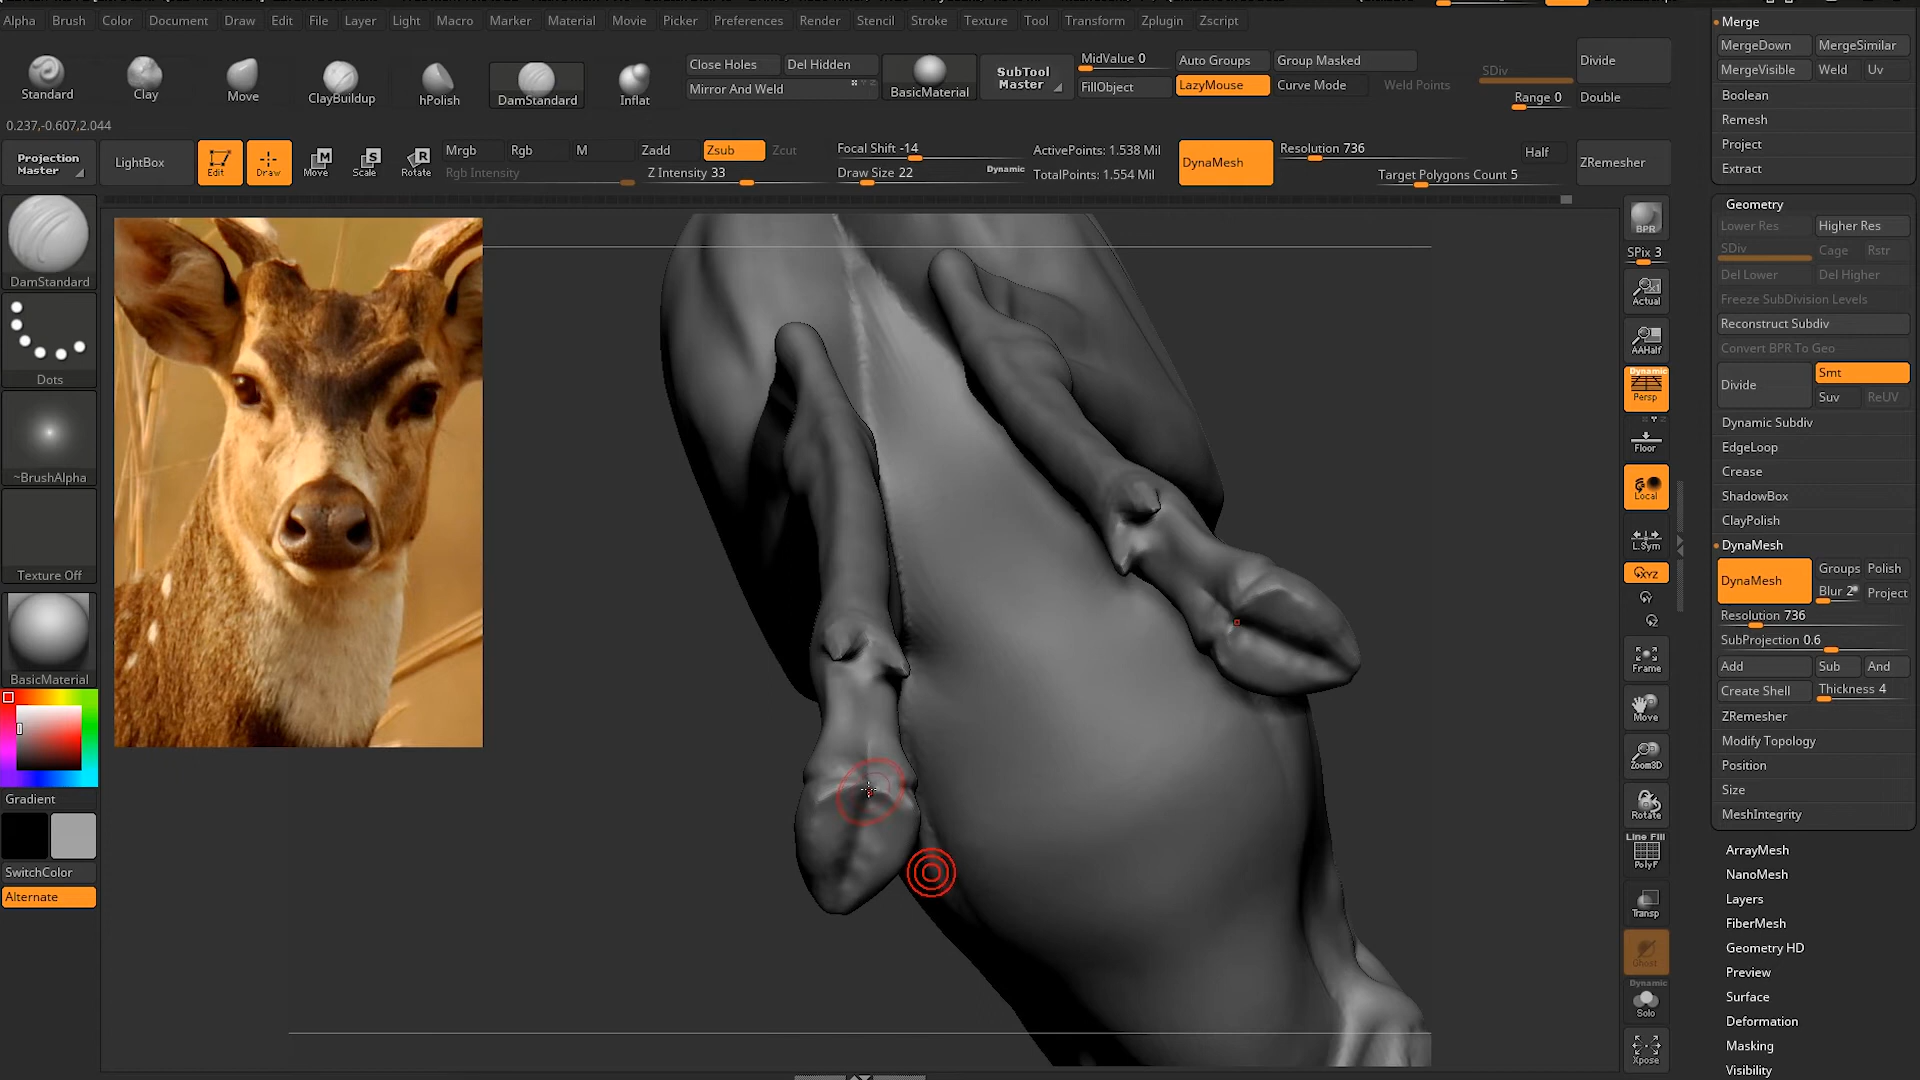 Alpha Brush Color Document Draw Edit File Layer Light Macro Marker Material Movie Picker Preferences Render Stencil Stroke Texture Tool Transform Zplugin Zscript
Standard Clay Move ClayBuildup hPolish DamStandard Inflat
Close Holes Del Hidden
Mirror And Weld
BasicMaterial
SubTool
Master
MidValue 0
FillObject
Auto Groups Group Masked
LazyMouse Curve Mode Weld Points
SDiv
Range 0
Divide
Double
0.237,-0.607,2.044
Projection
Master
LightBox
Edit Draw Move Scale Rotate
Mrgb Rgb M Zadd Zsub Zcut
Rgb Intensity Z Intensity 33
Focal Shift -14
Draw Size 22
Dynamic
ActivePoints: 1.538 Mil
TotalPoints: 1.554 Mil
DynaMesh
Resolution 736
Half
Target Polygons Count 5
ZRemesher
DamStandard
Dots
~BrushAlpha
Texture Off
BasicMaterial
Gradient
SwitchColor
Alternate
BPR
SPix 3
Actual
AAHalf
Dynamic
Persp
Floor
Local
L.Sym
XYZ
Y
Z
Frame
Move
Zoom3D
Rotate
Line Fill
PolyF
Transp
Ghost
Dynamic
Solo
Xpose
Merge
MergeDown MergeSimilar
MergeVisible Weld Uv
Boolean
Remesh
Project
Extract
Geometry
Lower Res Higher Res
SDiv Cage Rstr
Del Lower Del Higher
Freeze SubDivision Levels
Reconstruct Subdiv
Convert BPR To Geo
Divide Smt
Suv ReUV
Dynamic Subdiv
EdgeLoop
Crease
ShadowBox
ClayPolish
DynaMesh
DynaMesh Groups Polish
Blur 2 Project
Resolution 736
SubProjection 0.6
Add Sub And
Create Shell Thickness 4
ZRemesher
Modify Topology
Position
Size
MeshIntegrity
ArrayMesh
NanoMesh
Layers
FiberMesh
Geometry HD
Preview
Surface
Deformation
Masking
Visibility